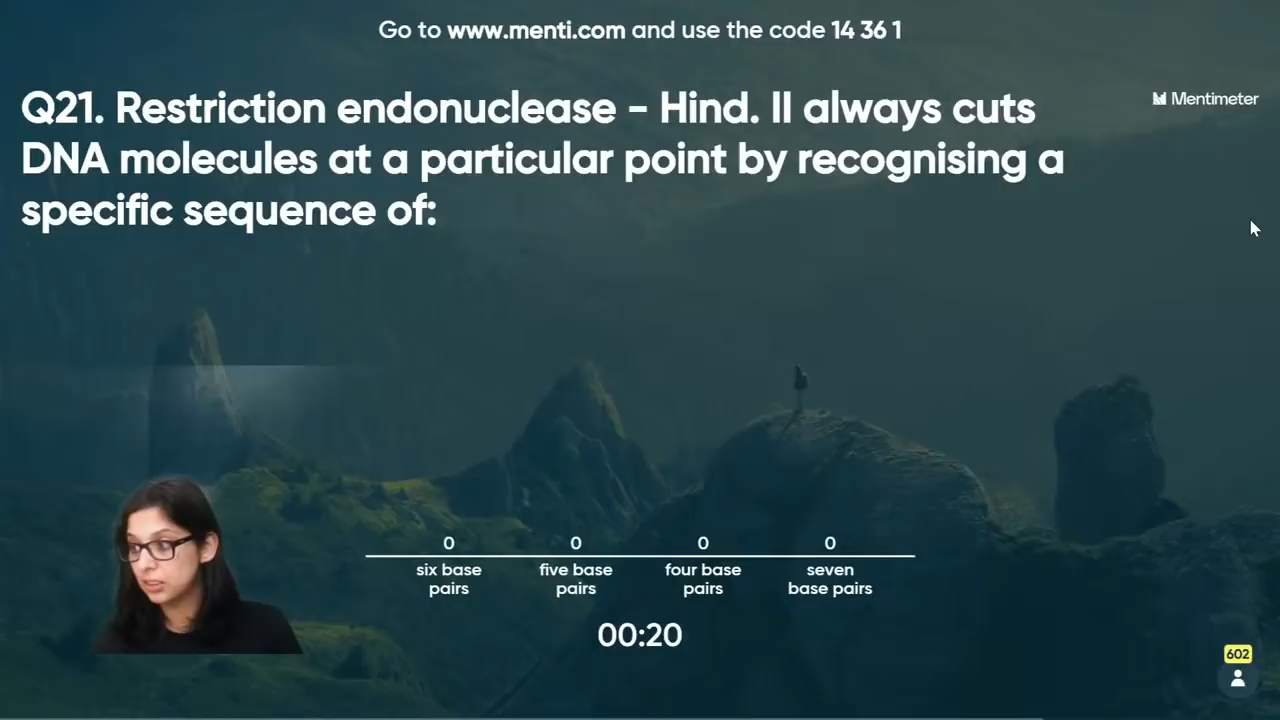 Go to www.menti.com and use the code 14 36 1
Mentimeter
Q21. Restriction endonuclease - Hind. II always cuts
DNA molecules at a particular point by recognising a
specific sequence of:
0
0
0
0
six base
pairs
five base
pairs
four base
pairs
seven
base pairs
00:20
602